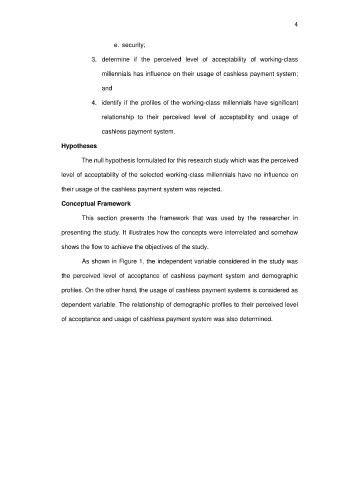 4
e. security;
3. determine if the perceived level of acceptability of working-class
millennials has influence on their usage of cashless payment system;
and
4. identify if the profiles of the working-class millennials have significant
relationship to their perceived level of acceptability and usage of
cashless payment system.
Hypotheses
The null hypothesis formulated for this research study which was the perceived
level of acceptability of the selected working-class millennials have no influence on
their usage of the cashless payment system was rejected.
Conceptual Framework
This section presents the framework that was used by the researcher in
presenting the study. It illustrates how the concepts were interrelated and somehow
shows the flow to achieve the objectives of the study.
As shown in Figure 1, the independent variable considered in the study was
the perceived level of acceptance of cashless payment system and demographic
profiles. On the other hand, the usage of cashless payment systems is considered as
dependent variable. The relationship of demographic profiles to their perceived level
of acceptance and usage of cashless payment system was also determined.